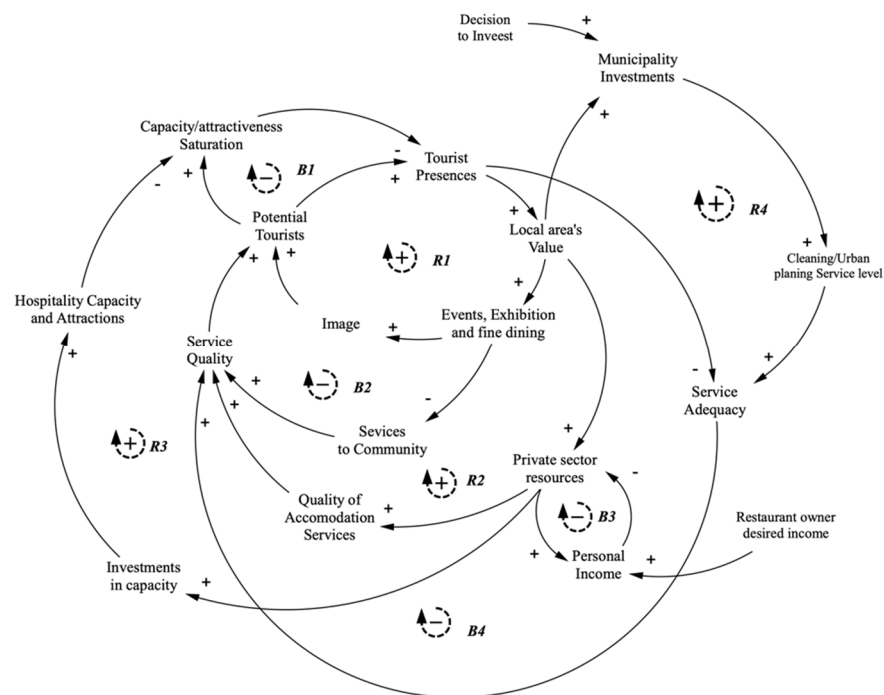 Decision
to Inveest
+
Municipality
Investments
+
Capacity/attractiveness
Saturation
-
Tourist
Presences
+
-
+
B1
Potential
Tourists
+
+
+
Local area's
Value
R4
+
Cleaning/Urban
planing Service level
R1
+
Hospitality Capacity
and Attractions
+
Image
+
Events, Exhibition
and fine dining
Service
Quality
+
B2
-
+
+
-
+
Service
Adequacy
Sevices
to Community
R3
+
Private sector
resources
-
R2
Quality of
Accomodation
Services
+
B3
Restaurant owner
desired income
+
Personal
Income
+
Investments
in capacity
+
B4